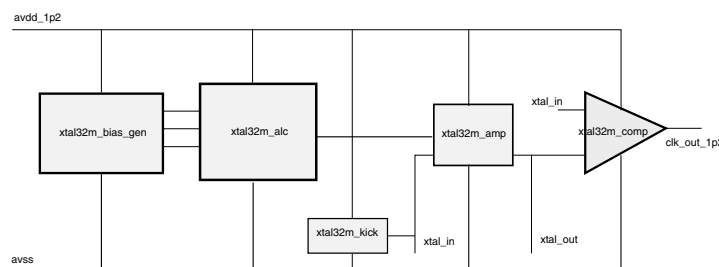 avdd_1p2
xtal32m_bias_gen
xtal32m_alc
xtal32m_amp
xtal_in
xtal32m_comp
clk_out_1p2
xtal32m_kick
xtal_in
xtal_out
avss